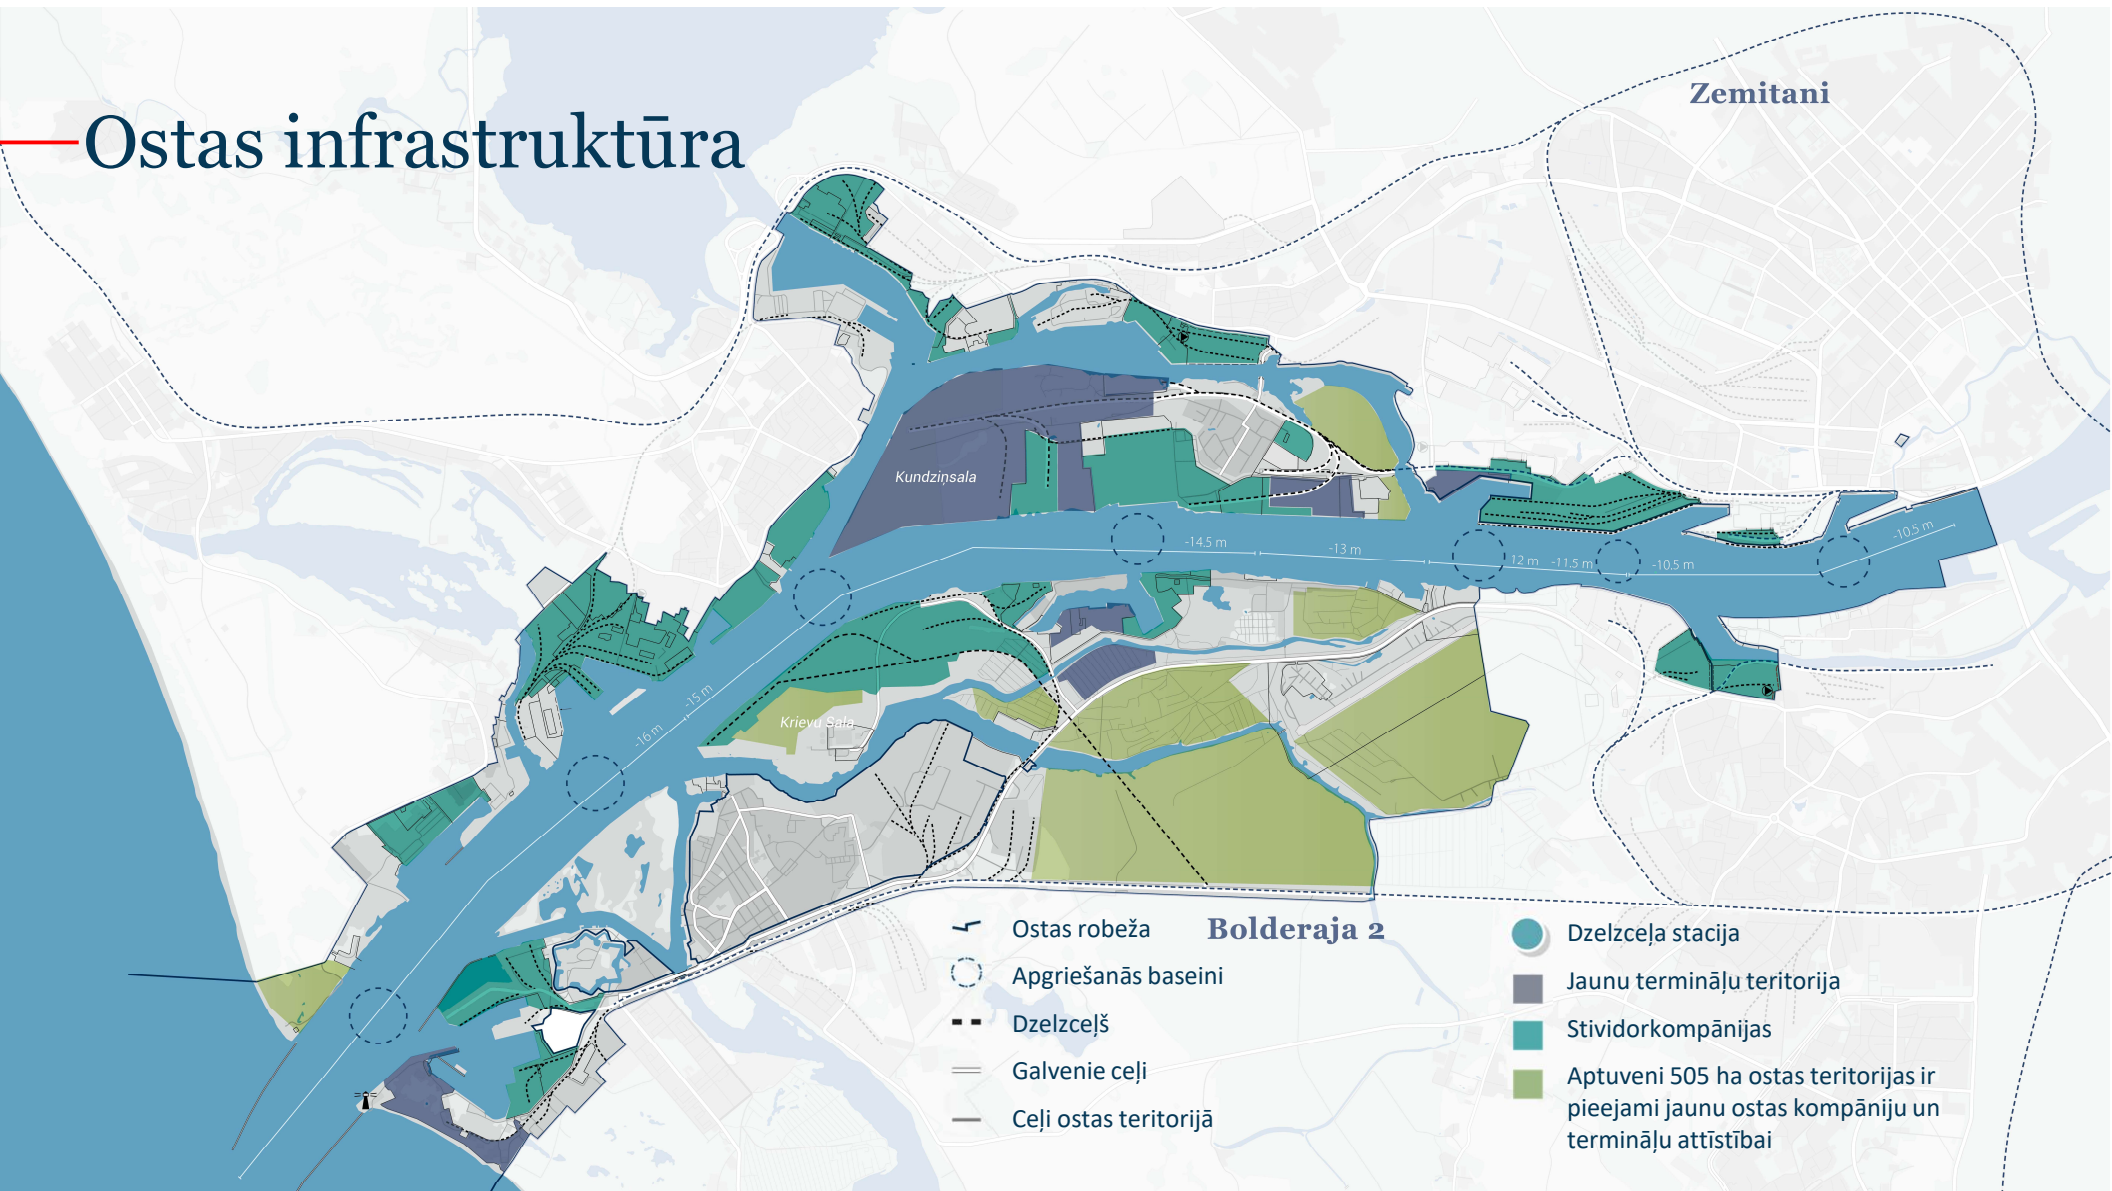 Zemitani
Ostas infrastruktūra
Kundziņsala
-14.5 m
-13 m
12 m
-11.5 m
-10.5 m
-10.5 m
-15 m
-16 m
Krievu Sala
Bolderaja 2
Ostas robeža
Apgriešanās baseini
Dzelzceļš
Galvenie ceļi
Ceļi ostas teritorijā
Dzelzceļa stacija
Jaunu termināļu teritorija
Stividorkompānijas
Aptuveni 505 ha ostas teritorijas ir
pieejami jaunu ostas kompāniju un
termināļu attīstībai